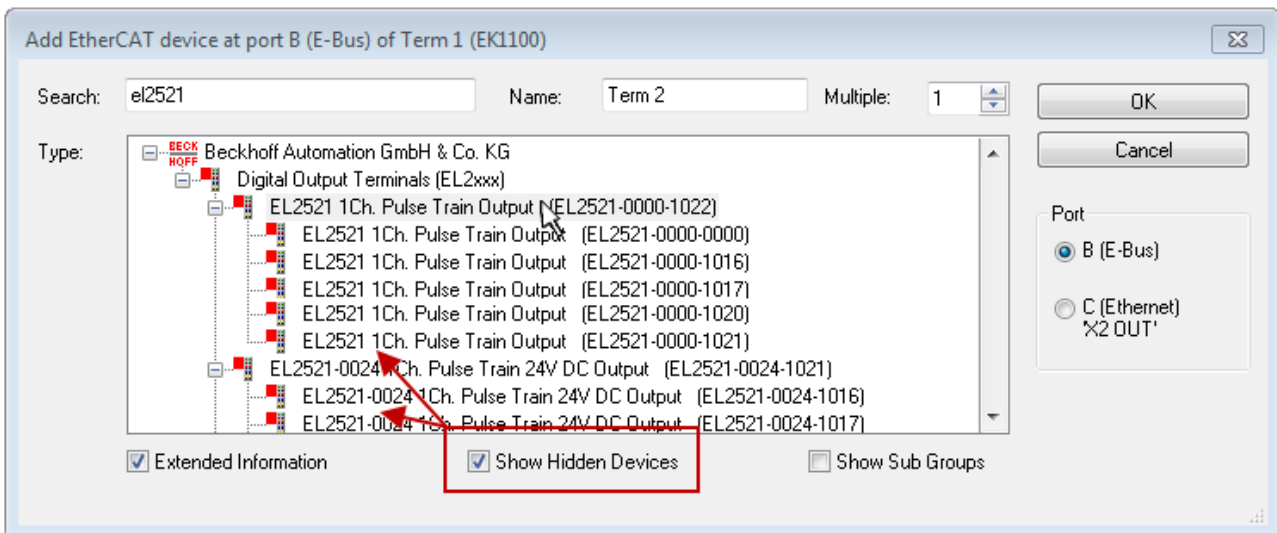 Add EtherCAT device at port B (E-Bus) of Term 1 (EK1100)
Search: el2521 Name: Term 2 Multiple: 1 OK
Type: BECKHOFF Beckhoff Automation GmbH & Co. KG Cancel
Digital Output Terminals (EL2xxx)
EL2521 1Ch. Pulse Train Output (EL2521-0000-1022)
EL2521 1Ch. Pulse Train Output (EL2521-0000-0000)
EL2521 1Ch. Pulse Train Output (EL2521-0000-1016)
EL2521 1Ch. Pulse Train Output (EL2521-0000-1017)
EL2521 1Ch. Pulse Train Output (EL2521-0000-1020)
EL2521 1Ch. Pulse Train Output (EL2521-0000-1021)
EL2521-0024 1Ch. Pulse Train 24V DC Output (EL2521-0024-1021)
EL2521-0024 1Ch. Pulse Train 24V DC Output (EL2521-0024-1016)
EL2521-0024 1Ch. Pulse Train 24V DC Output (EL2521-0024-1017)
Port
B (E-Bus)
C (Ethernet)
'X2 OUT'
Extended Information Show Hidden Devices Show Sub Groups